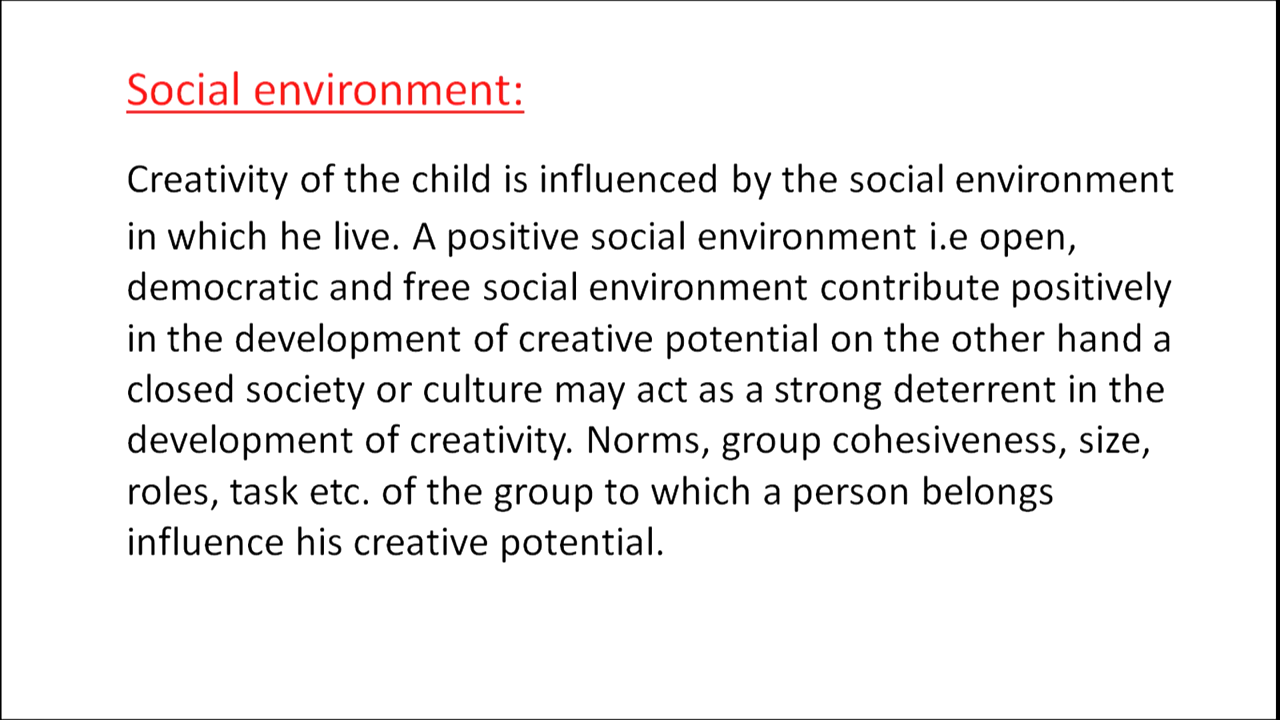 Social environment:
Creativity of the child is influenced by the social environment
in which he live. A positive social environment i.e open,
democratic and free social environment contribute positively
in the development of creative potential on the other hand a
closed society or culture may act as a strong deterrent in the
development of creativity. Norms, group cohesiveness, size,
roles, task etc. of the group to which a person belongs
influence his creative potential.